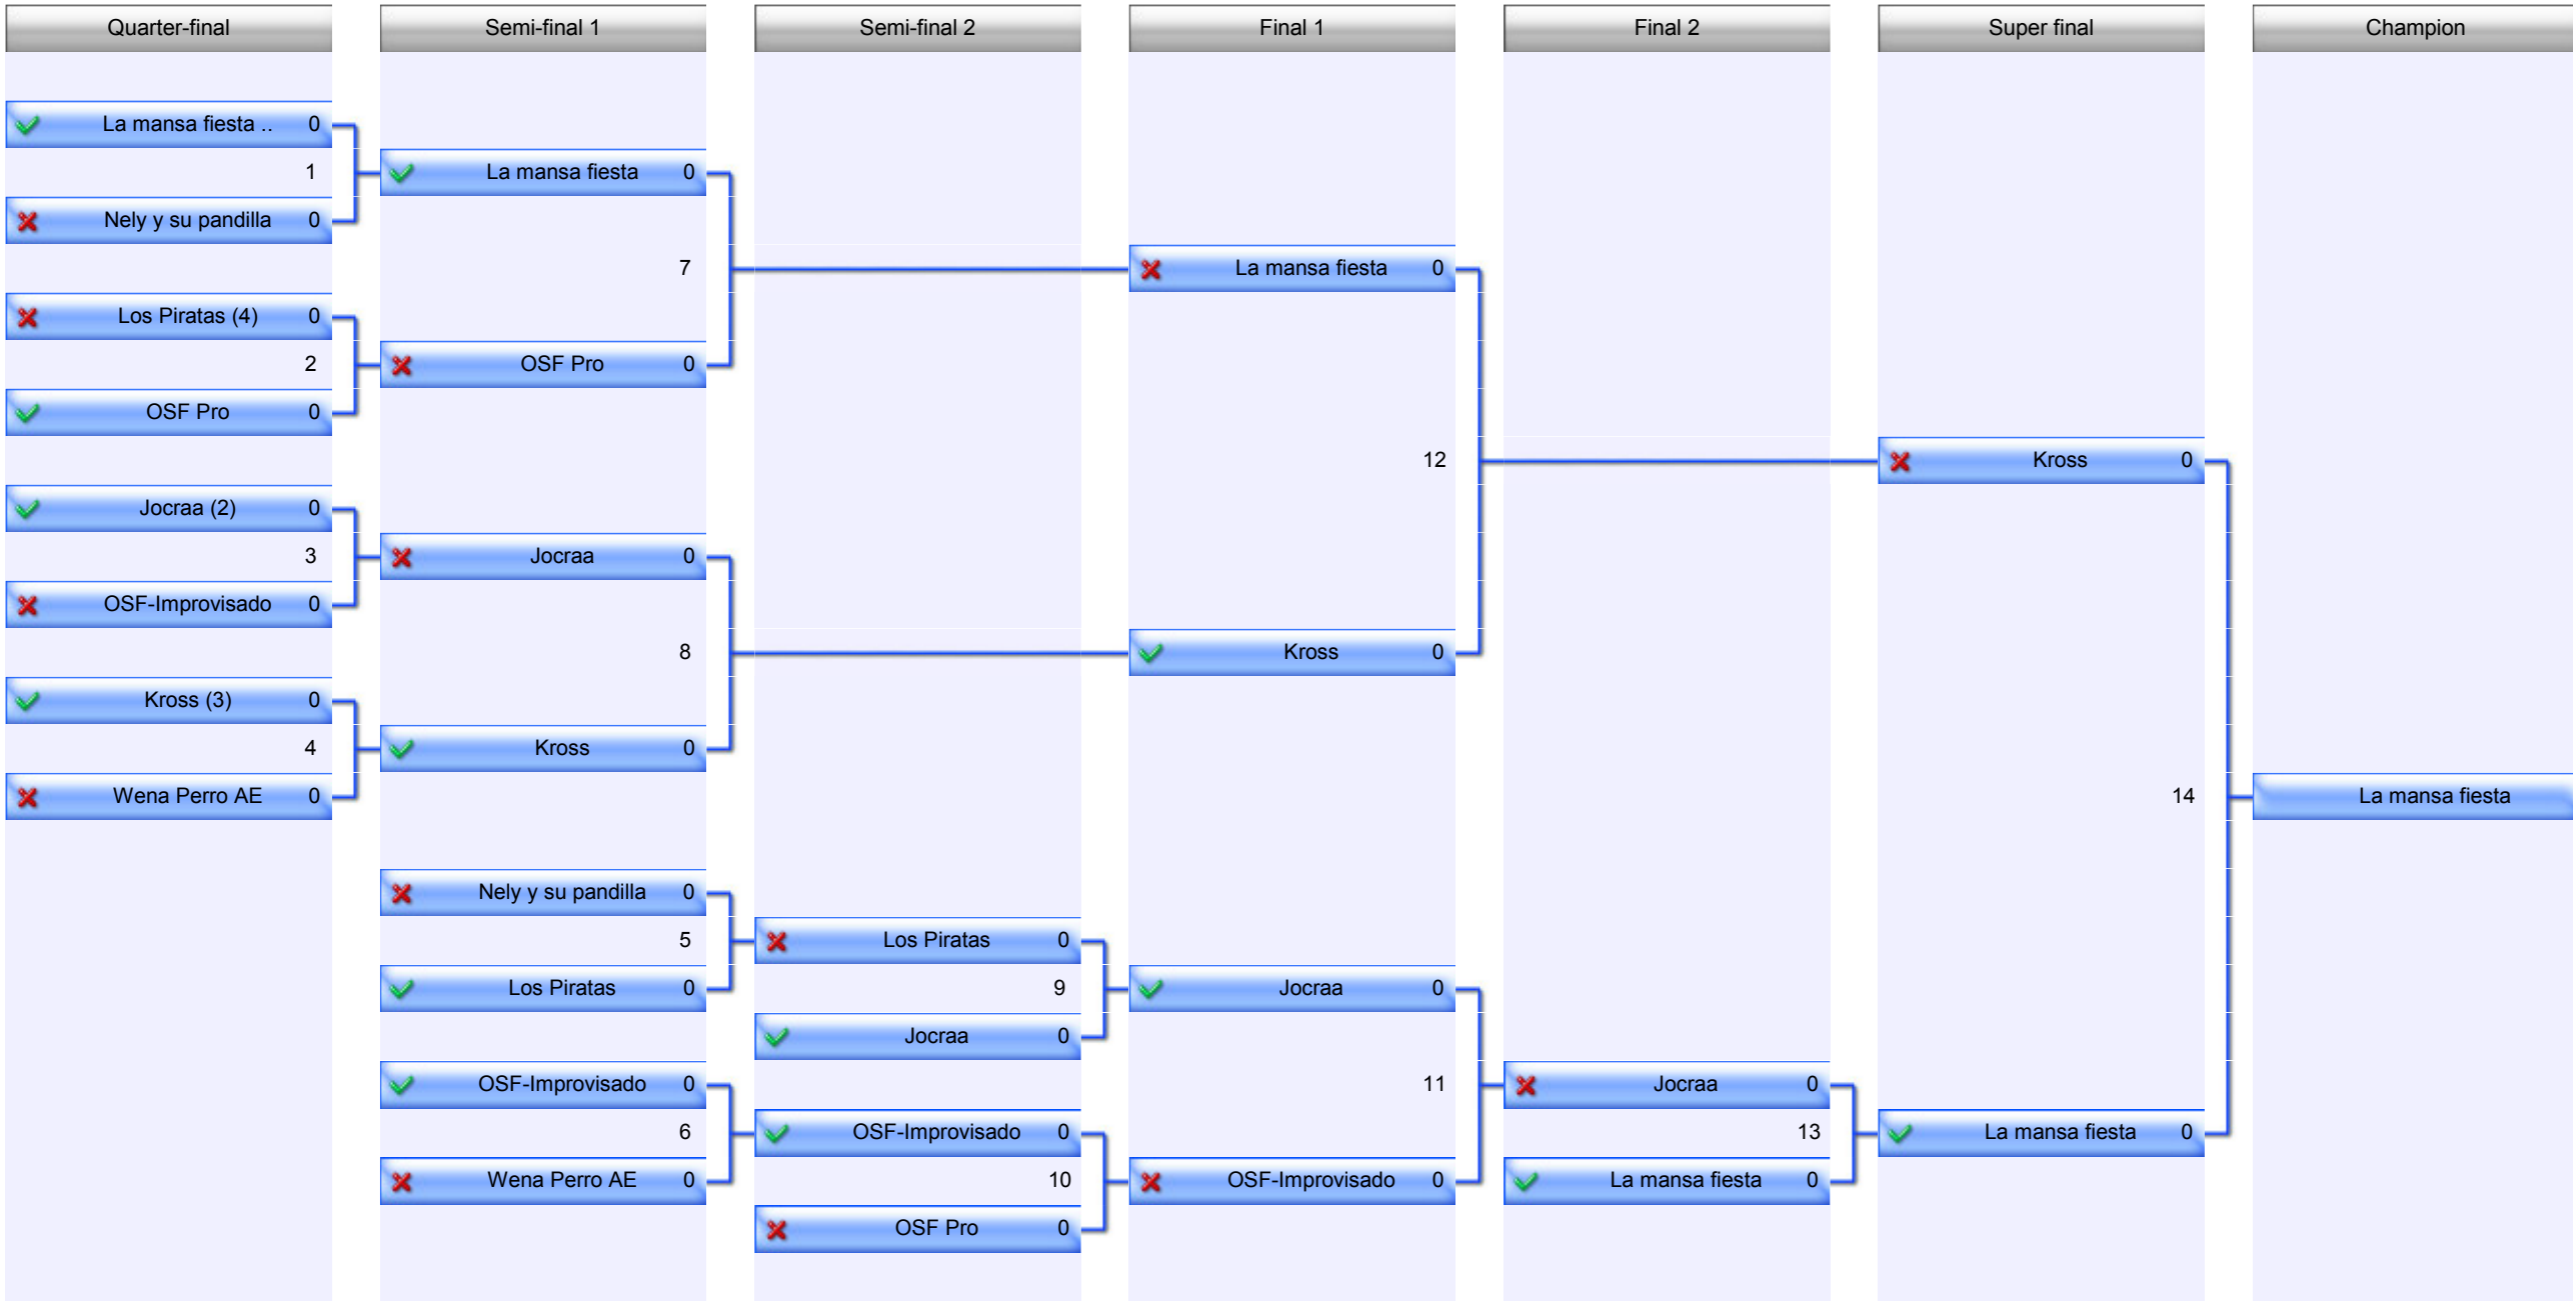 Quarter-final
Semi-final 1
Semi-final 2
Final 1
Final 2
Super final
Champion
La mansa fiesta .. 0
1
Nely y su pandilla 0
Los Piratas (4) 0
2
OSF Pro 0
Jocraa (2) 0
3
OSF-Improvisado 0
Kross (3) 0
4
Wena Perro AE 0
La mansa fiesta 0
7
OSF Pro 0
Jocraa 0
8
Kross 0
Nely y su pandilla 0
5
Los Piratas 0
OSF-Improvisado 0
6
Wena Perro AE 0
Los Piratas 0
9
Jocraa 0
OSF-Improvisado 0
10
OSF Pro 0
La mansa fiesta 0
12
Kross 0
Jocraa 0
11
OSF-Improvisado 0
Jocraa 0
13
La mansa fiesta 0
Kross 0
14
La mansa fiesta 0
La mansa fiesta